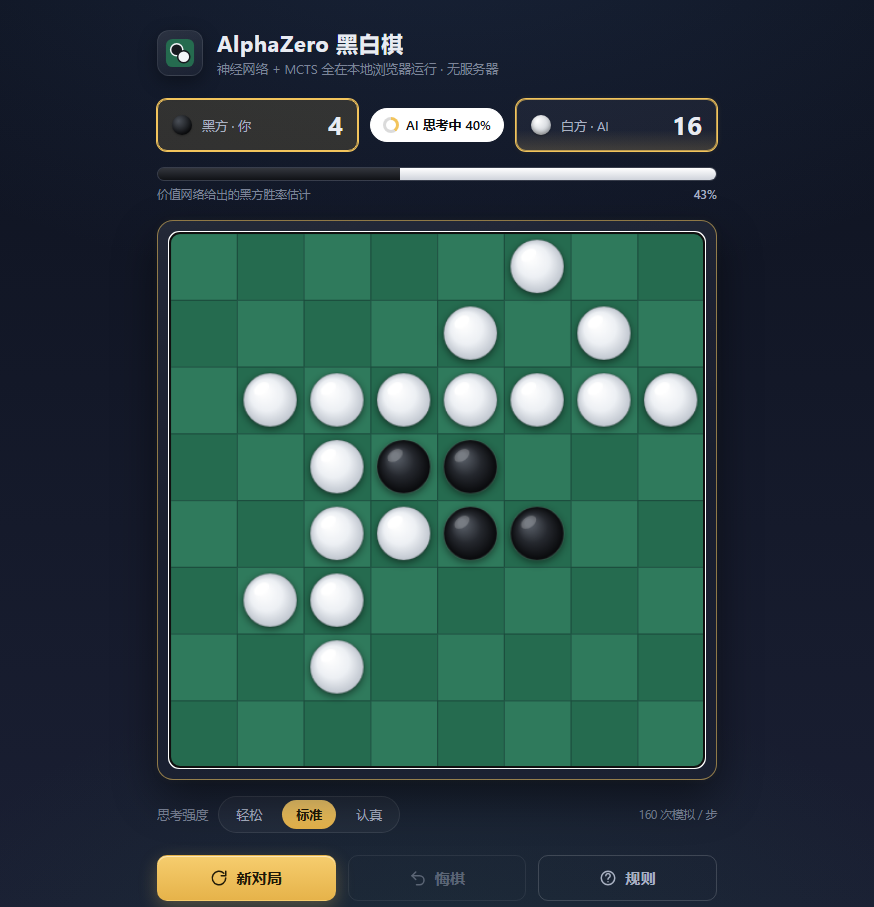 AlphaZero 黑白棋
神经网络 + MCTS 全在本地浏览器运行 · 无服务器
黑方 · 你 4
AI 思考中 40%
白方 · AI 16
价值网络给出的黑方胜率估计 43%
思考强度 轻松 标准 认真 160 次模拟 / 步
新对局 悔棋 规则